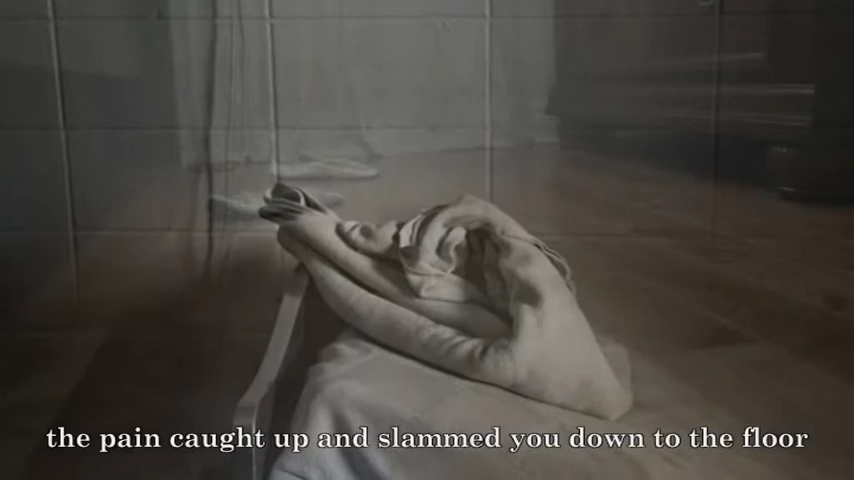 the pain caught up and slammed you down to the floor